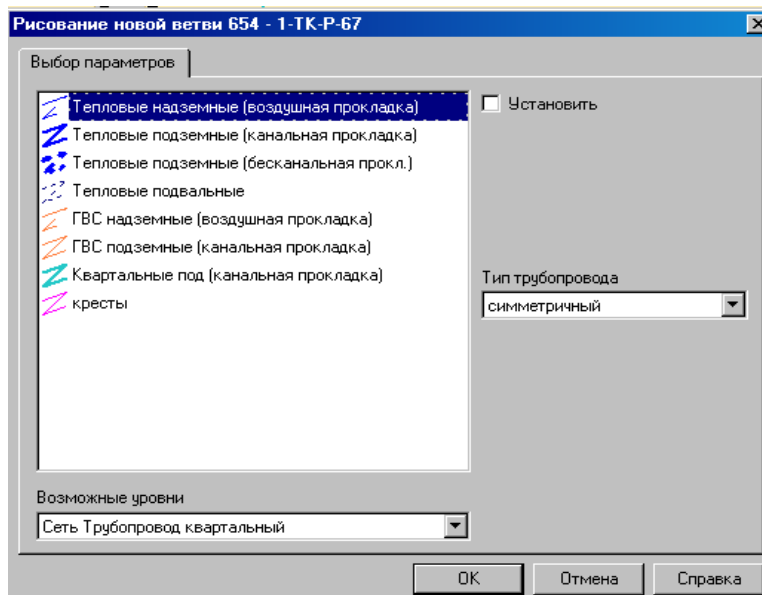 Рисование новой ветви 654 - 1-ТК-Р-67
Выбор параметров
Тепловые надземные (воздушная прокладка)
Установить
Тепловые подземные (канальная прокладка)
Тепловые подземные (бесканальная прокл.)
Тепловые подвальные
ГВС надземные (воздушная прокладка)
ГВС подземные (канальная прокладка)
Квартальные под (канальная прокладка)
Тип трубопровода
кресты
симметричный
Возможные уровни
Сеть Трубопровод квартальный
ОК
Отмена
Справка